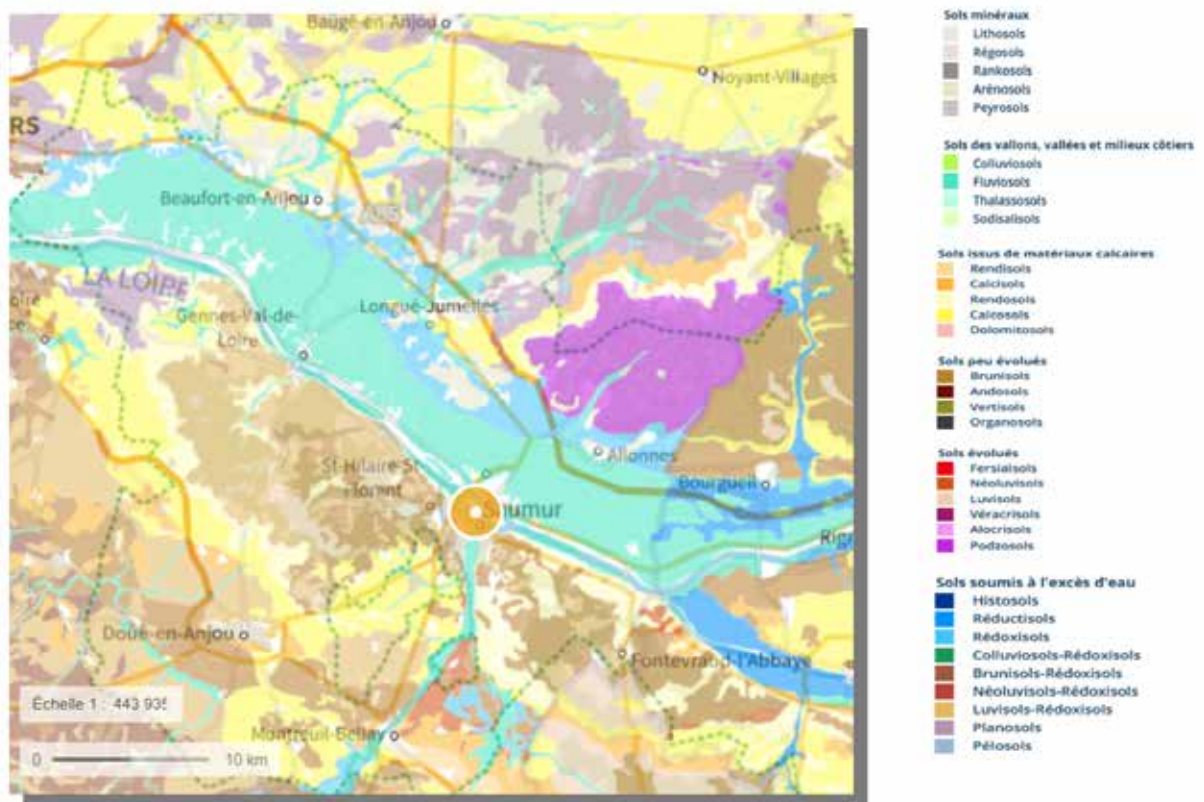 Baugé-en-Anjou
Noyant-Villages
RS
Beaufort-en-Anjou
A85
LA LOIRE
Longué-Jumelles
Gennes-Val-de-
Loire
Allonnes
St-Hilaire-St-
Florent
Bourgueil
Saumur
Rig
Doué-en-Anjou
Fontevraud-l'Abbaye
Montreuil-Bellay
Échelle 1 : 443 935
0 10 km
Sols minéraux
Lithosols
Régosols
Rankosols
Arénosols
Peyrosols
Sols des vallons, vallées et milieux côtiers
Colluviosols
Fluviosols
Thalassosols
Sodisalisols
Sols issus de matériaux calcaires
Rendisols
Calcisols
Rendosols
Calcosols
Dolomitosols
Sols peu évolués
Brunisols
Andosols
Vertisols
Organosols
Sols évolués
Fersialsols
Néoluvisols
Luvisols
Véracrisols
Alocrisols
Podzosols
Sols soumis à l'excès d'eau
Histosols
Réductisols
Rédoxisols
Colluviosols-Rédoxisols
Brunisols-Rédoxisols
Néoluvisols-Rédoxisols
Luvisols-Rédoxisols
Planosols
Pélosols